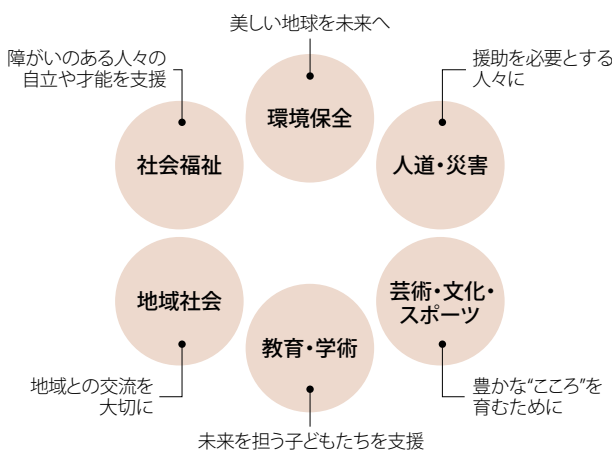 美しい地球を未来へ
環境保全
障がいのある人々の
自立や才能を支援
社会福祉
援助を必要とする
人々に
人道・災害
地域社会
地域との交流を
大切に
教育・学術
未来を担う子どもたちを支援
芸術・文化・
スポーツ
豊かな“こころ”を
育むために